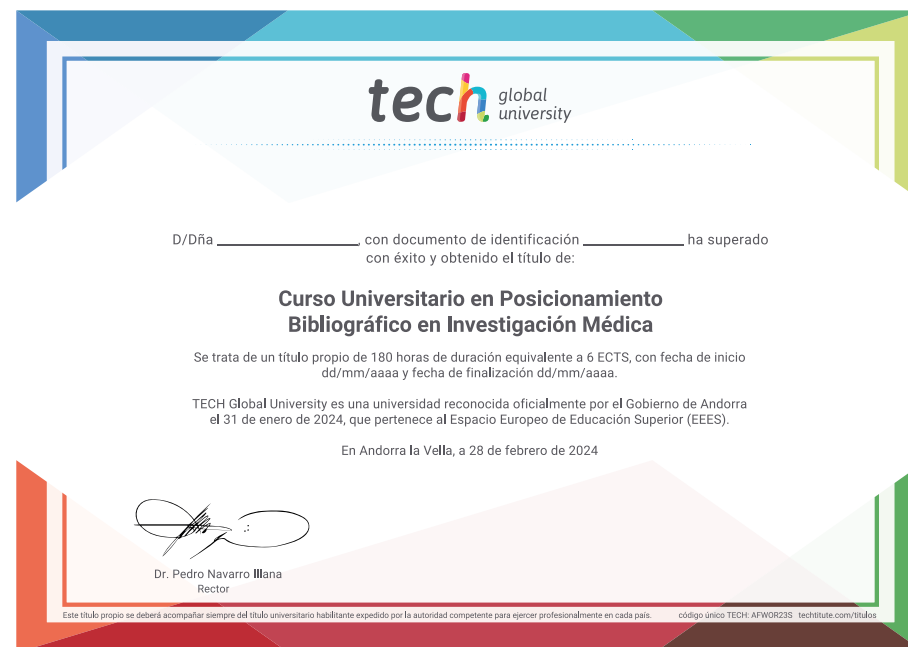 tech global university
D/Dña ____________________, con documento de identificación ______________ ha superado
con éxito y obtenido el título de:
Curso Universitario en Posicionamiento
Bibliográfico en Investigación Médica
Se trata de un título propio de 180 horas de duración equivalente a 6 ECTS, con fecha de inicio
dd/mm/aaaa y fecha de finalización dd/mm/aaaa.
TECH Global University es una universidad reconocida oficialmente por el Gobierno de Andorra
el 31 de enero de 2024, que pertenece al Espacio Europeo de Educación Superior (EEES).
En Andorra la Vella, a 28 de febrero de 2024
Dr. Pedro Navarro Illana
Rector
Este título propio se deberá acompañar siempre del título universitario habilitante expedido por la autoridad competente para ejercer profesionalmente en cada país. código único TECH: AFWOR23S techtitute.com/titulos